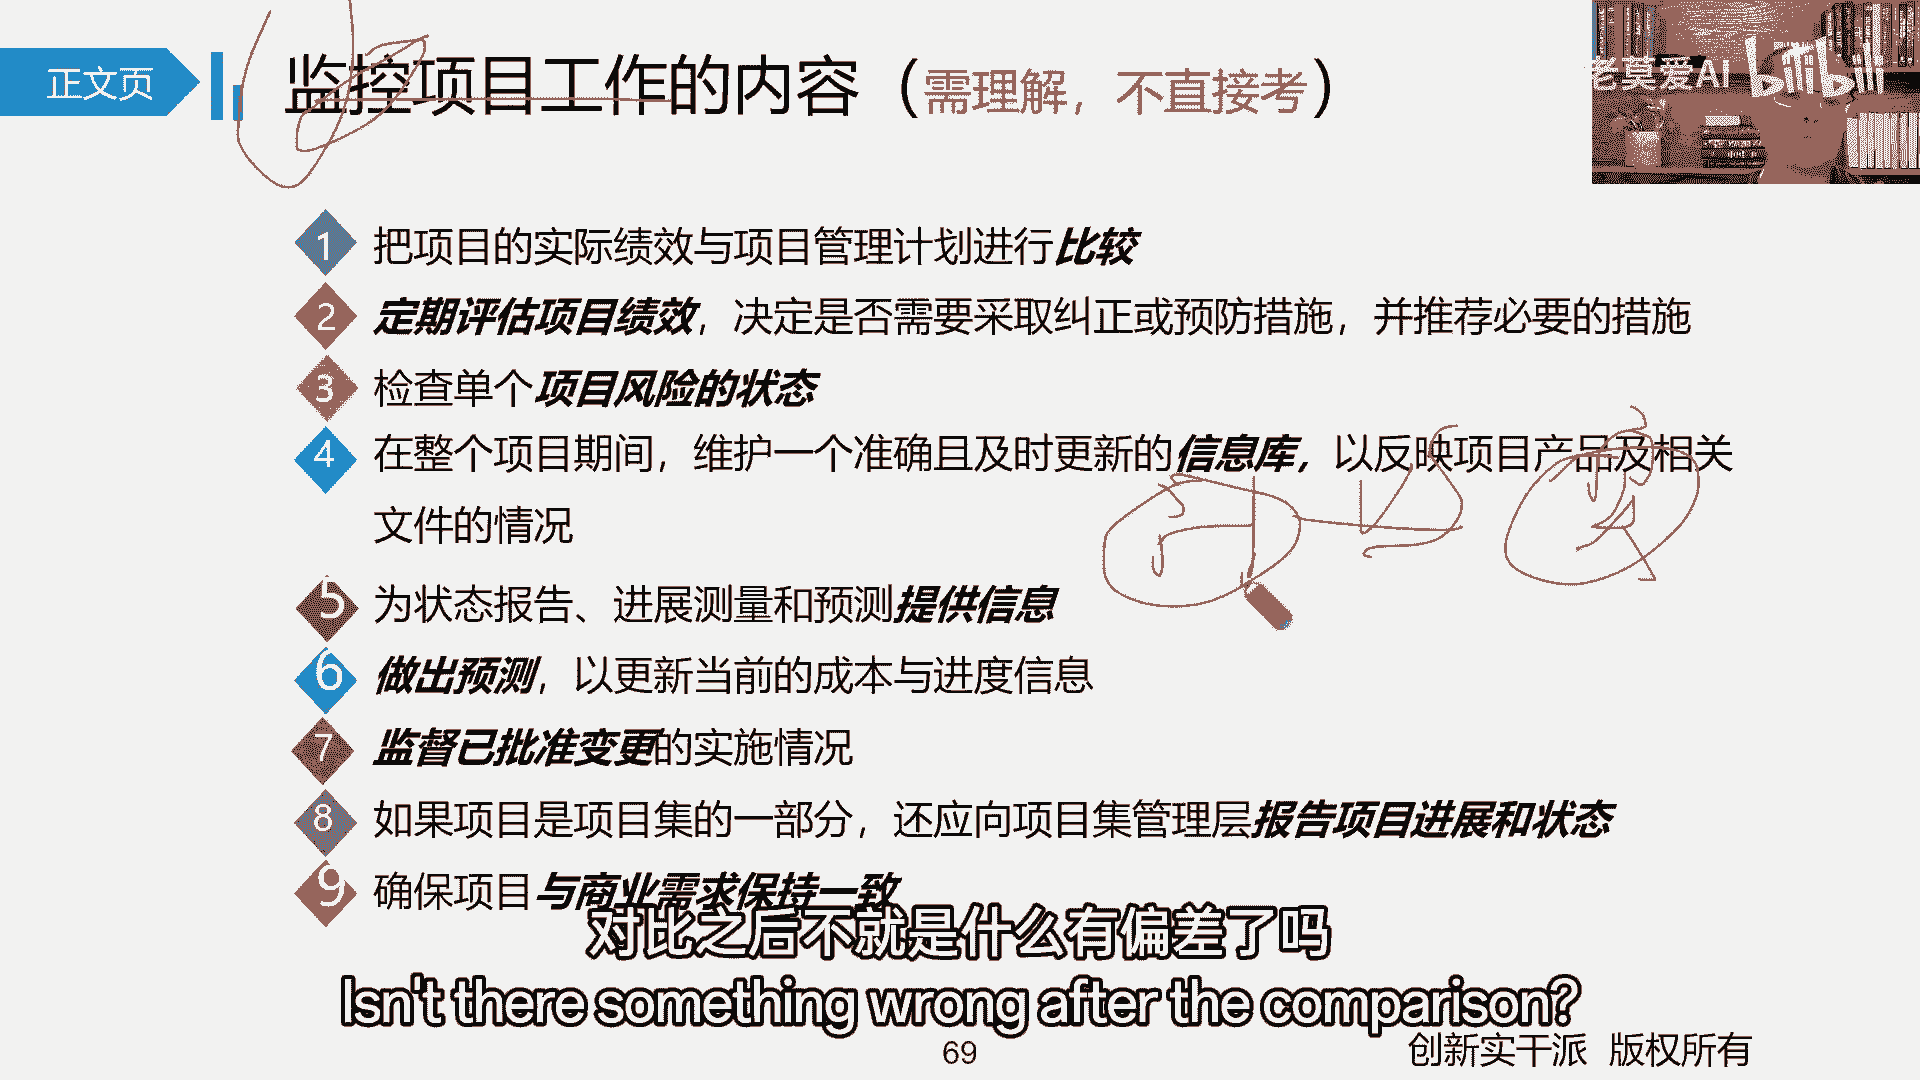 正文页
监控项目工作的内容（需理解，不直接考）
老莫爱AI bilibili
1 把项目的实际绩效与项目管理计划进行比较
2 定期评估项目绩效，决定是否需要采取纠正或预防措施，并推荐必要的措施
3 检查单个项目风险的状态
4 在整个项目期间，维护一个准确且及时更新的信息库，以反映项目产品及相关
文件的情况
5 为状态报告、进展测量和预测提供信息
6 做出预测，以更新当前的成本与进度信息
7 监督已批准变更的实施情况
8 如果项目是项目集的一部分，还应向项目集管理层报告项目进展和状态
9 确保项目与商业需求保持一致
对比之后不就是什么有偏差了吗
Isn't there something wrong after the comparison?
69
创新实干派 版权所有